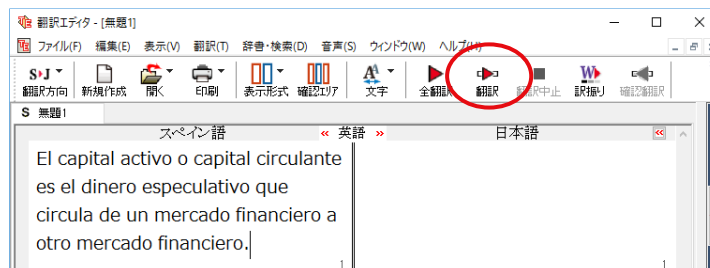 翻訳エディタ - [無題1]
ファイル(F) 編集(E) 表示(V) 翻訳(T) 辞書・検索(D) 音声(S) ウィンドウ(W) ヘルプ(H)
S›J
翻訳方向 新規作成 開く 印刷 表示形式 確認エリア 文字 全翻訳 翻訳 翻訳中止 訳振り 確認翻訳
S 無題1
スペイン語 « 英語 » 日本語 «
El capital activo o capital circulante
es el dinero especulativo que
circula de un mercado financiero a
otro mercado financiero.
1 1